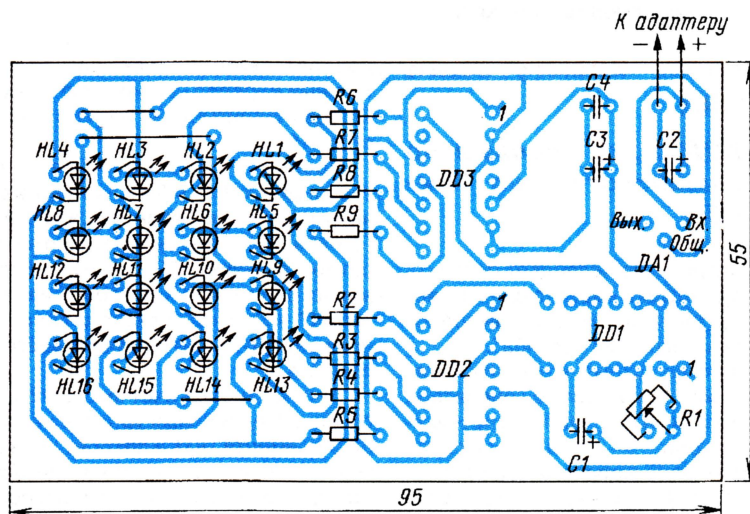 К адаптеру
− +
C4
R6
1
R7
HL4 HL3 HL2 HL1
C3 C2
R8
DD3
HL8 HL7 HL6 HL5
R9
Вых Вх
Общ.
HL12 HL11 HL10 HL9
DA1
55
R2
1
DD1
R3
DD2
1
HL16 HL15 HL14 HL13
R4
R1
R5
C1
+
95